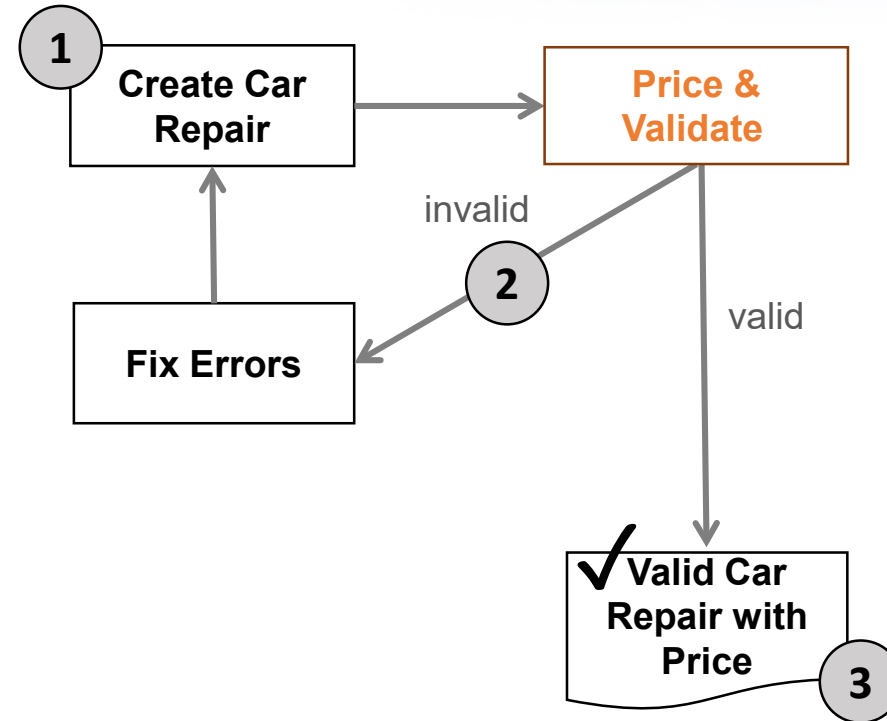 1
Create Car
Repair
Price &
Validate
invalid
2
valid
Fix Errors
Valid Car
Repair with
Price
3